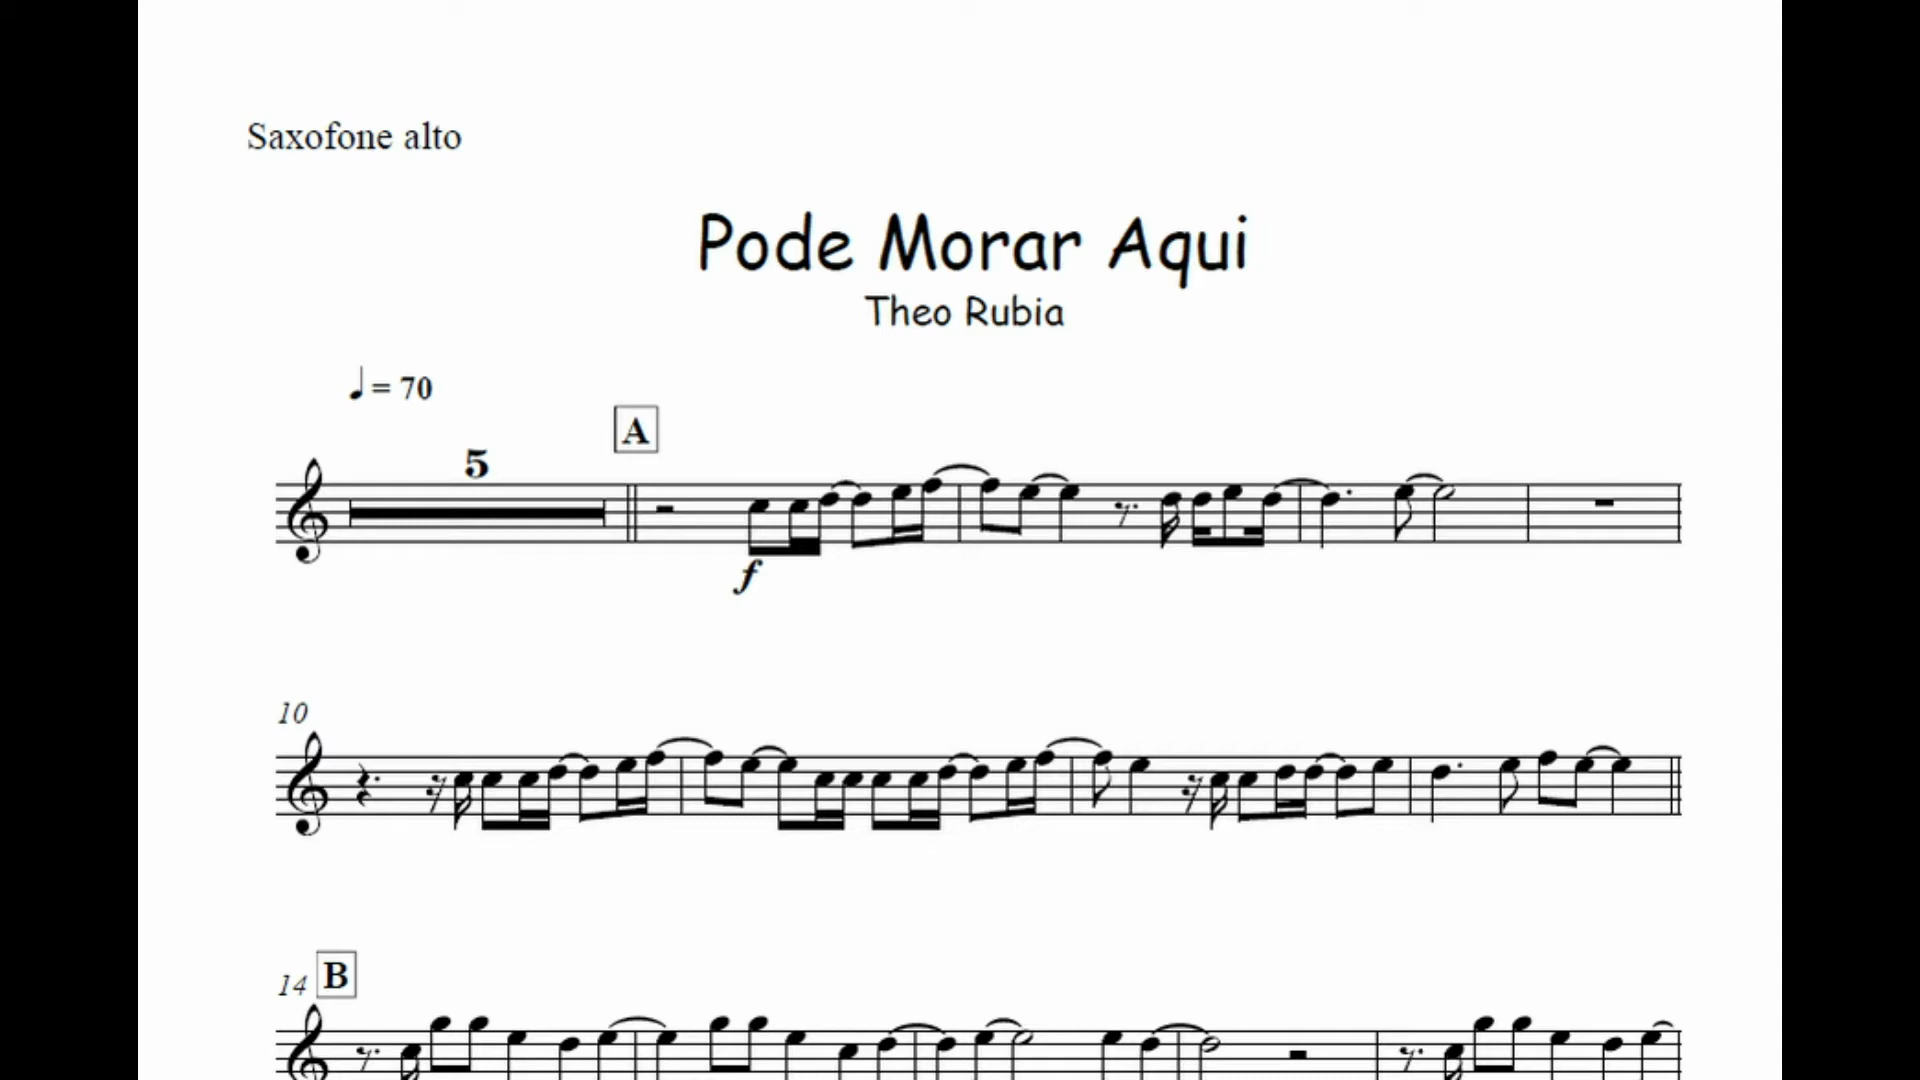 Saxofone alto
Pode Morar Aqui
Theo Rubia
♩ = 70
A
5
f
10
14 B